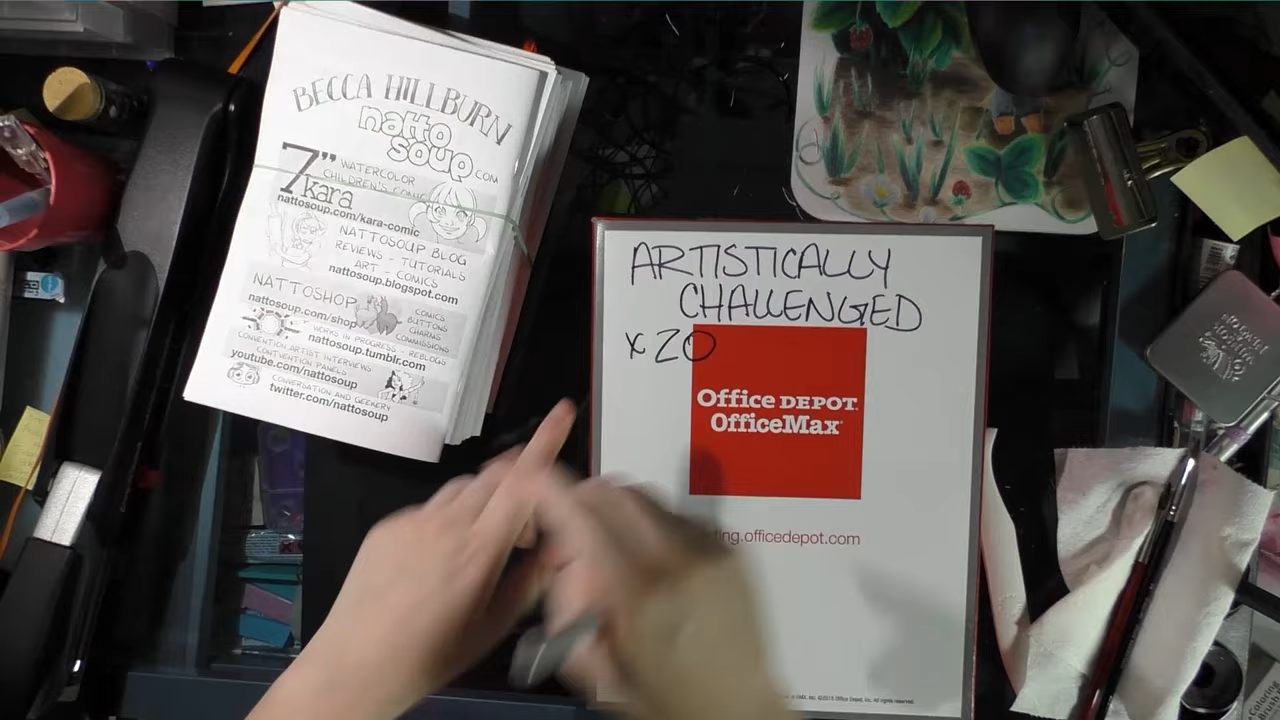 BECCA HILLBURN
natto
soup.COM
7"
kara
WATERCOLOR
CHILDREN'S COMIC
nattosoup.com/kara-comic
NATTOSOUP BLOG
REVIEWS - TUTORIALS
ART - COMICS
nattosoup.blogspot.com
NATTOSHOP
nattosoup.com/shop
COMICS
BUTTONS
CHARMS
COMMISSIONS
WORKS IN PROGRESS REBLOGS
nattosoup.tumblr.com
CONVENTION ARTIST INTERVIEWS
CONVENTION PANELS
youtube.com/nattosoup
CONVERSATION AND GEEKERY
twitter.com/nattosoup
ARTISTICALLY
CHALLENGED
x20
Office DEPOT
OfficeMax
ting.officedepot.com